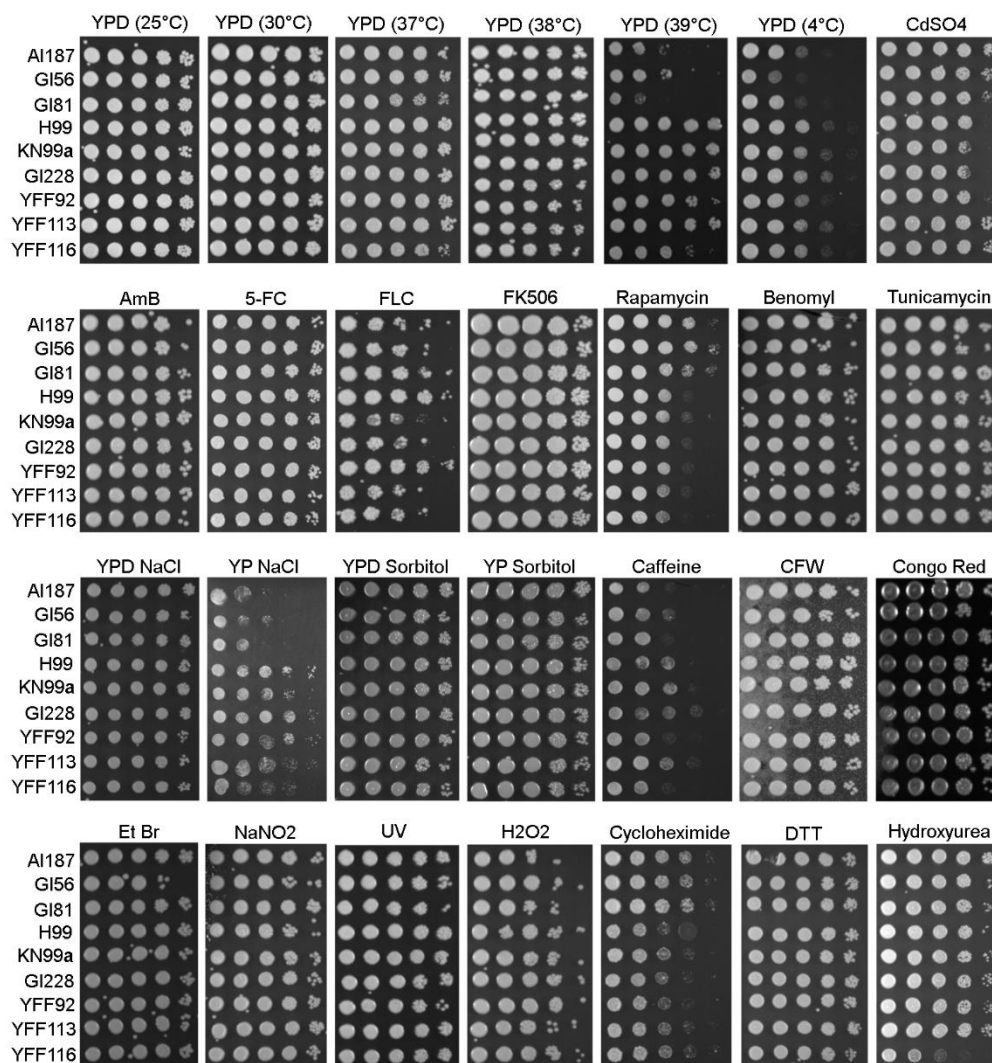 YPD (25°C) YPD (30°C) YPD (37°C) YPD (38°C) YPD (39°C) YPD (4°C) CdSO4
AI187
GI56
GI81
H99
KN99a
GI228
YFF92
YFF113
YFF116
AmB 5-FC FLC FK506 Rapamycin Benomyl Tunicamycin
AI187
GI56
GI81
H99
KN99a
GI228
YFF92
YFF113
YFF116
YPD NaCl YP NaCl YPD Sorbitol YP Sorbitol Caffeine CFW Congo Red
AI187
GI56
GI81
H99
KN99a
GI228
YFF92
YFF113
YFF116
Et Br NaNO2 UV H2O2 Cycloheximide DTT Hydroxyurea
AI187
GI56
GI81
H99
KN99a
GI228
YFF92
YFF113
YFF116